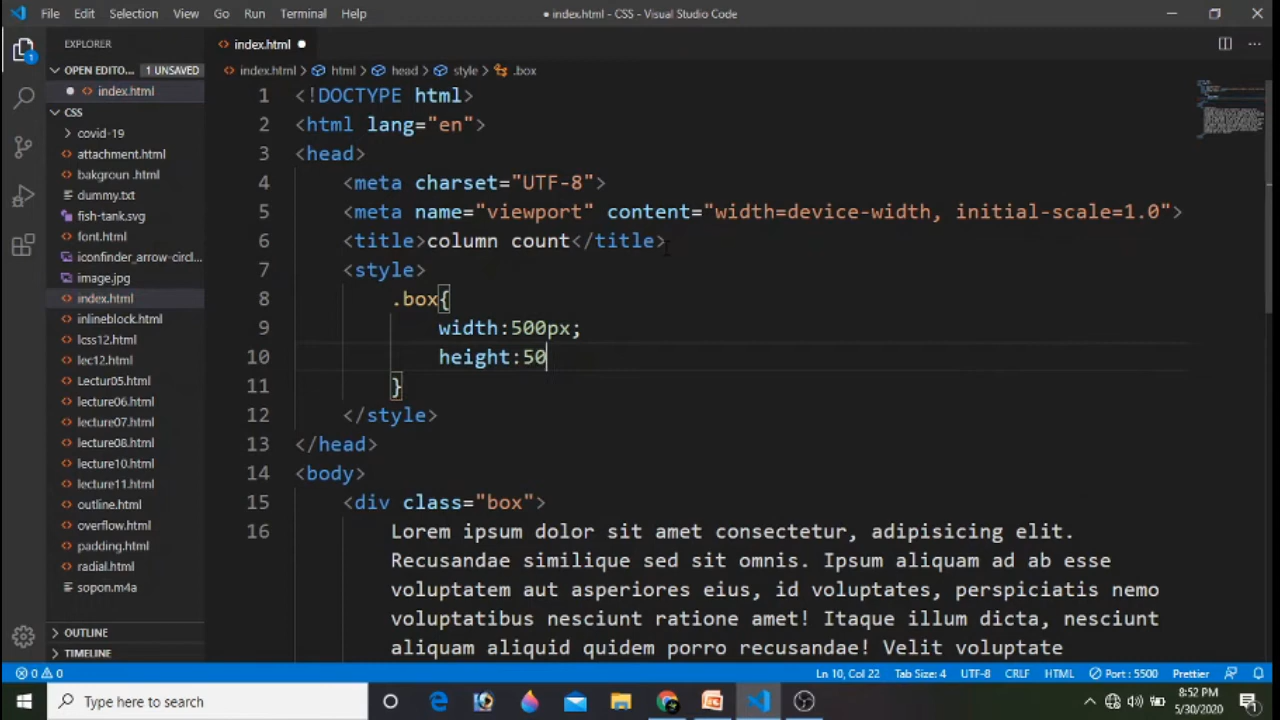 File Edit Selection View Go Run Terminal Help
● index.html - CSS - Visual Studio Code
EXPLORER
index.html
OPEN EDITO... 1 UNSAVED
index.html
index.html > html > head > style > .box
CSS
covid-19
attachment.html
bakgroun .html
dummy.txt
fish-tank.svg
font.html
iconfinder_arrow-circl...
image.jpg
index.html
inlineblock.html
lcss12.html
lec12.html
Lectur05.html
lecture06.html
lecture07.html
lecture08.html
lecture10.html
lecture11.html
outline.html
overflow.html
padding.html
radial.html
sopon.m4a
OUTLINE
TIMELINE
1 <!DOCTYPE html>
2 <html lang="en">
3 <head>
4 <meta charset="UTF-8">
5 <meta name="viewport" content="width=device-width, initial-scale=1.0">
6 <title>column count</title>
7 <style>
8 .box{
9 width:500px;
10 height:50
11 }
12 </style>
13 </head>
14 <body>
15 <div class="box">
16 Lorem ipsum dolor sit amet consectetur, adipisicing elit.
Recusandae similique sed sit omnis. Ipsum aliquam ad ab esse
voluptatem aut asperiores eius, id voluptates, perspiciatis nemo
voluptatibus nesciunt ratione amet! Itaque illum dicta, nesciunt
aliquam aliquid quidem porro recusandae! Velit voluptate
0 0 Ln 10, Col 22 Tab Size: 4 UTF-8 CRLF HTML Port : 5500 Prettier
Type here to search
8:52 PM
5/30/2020